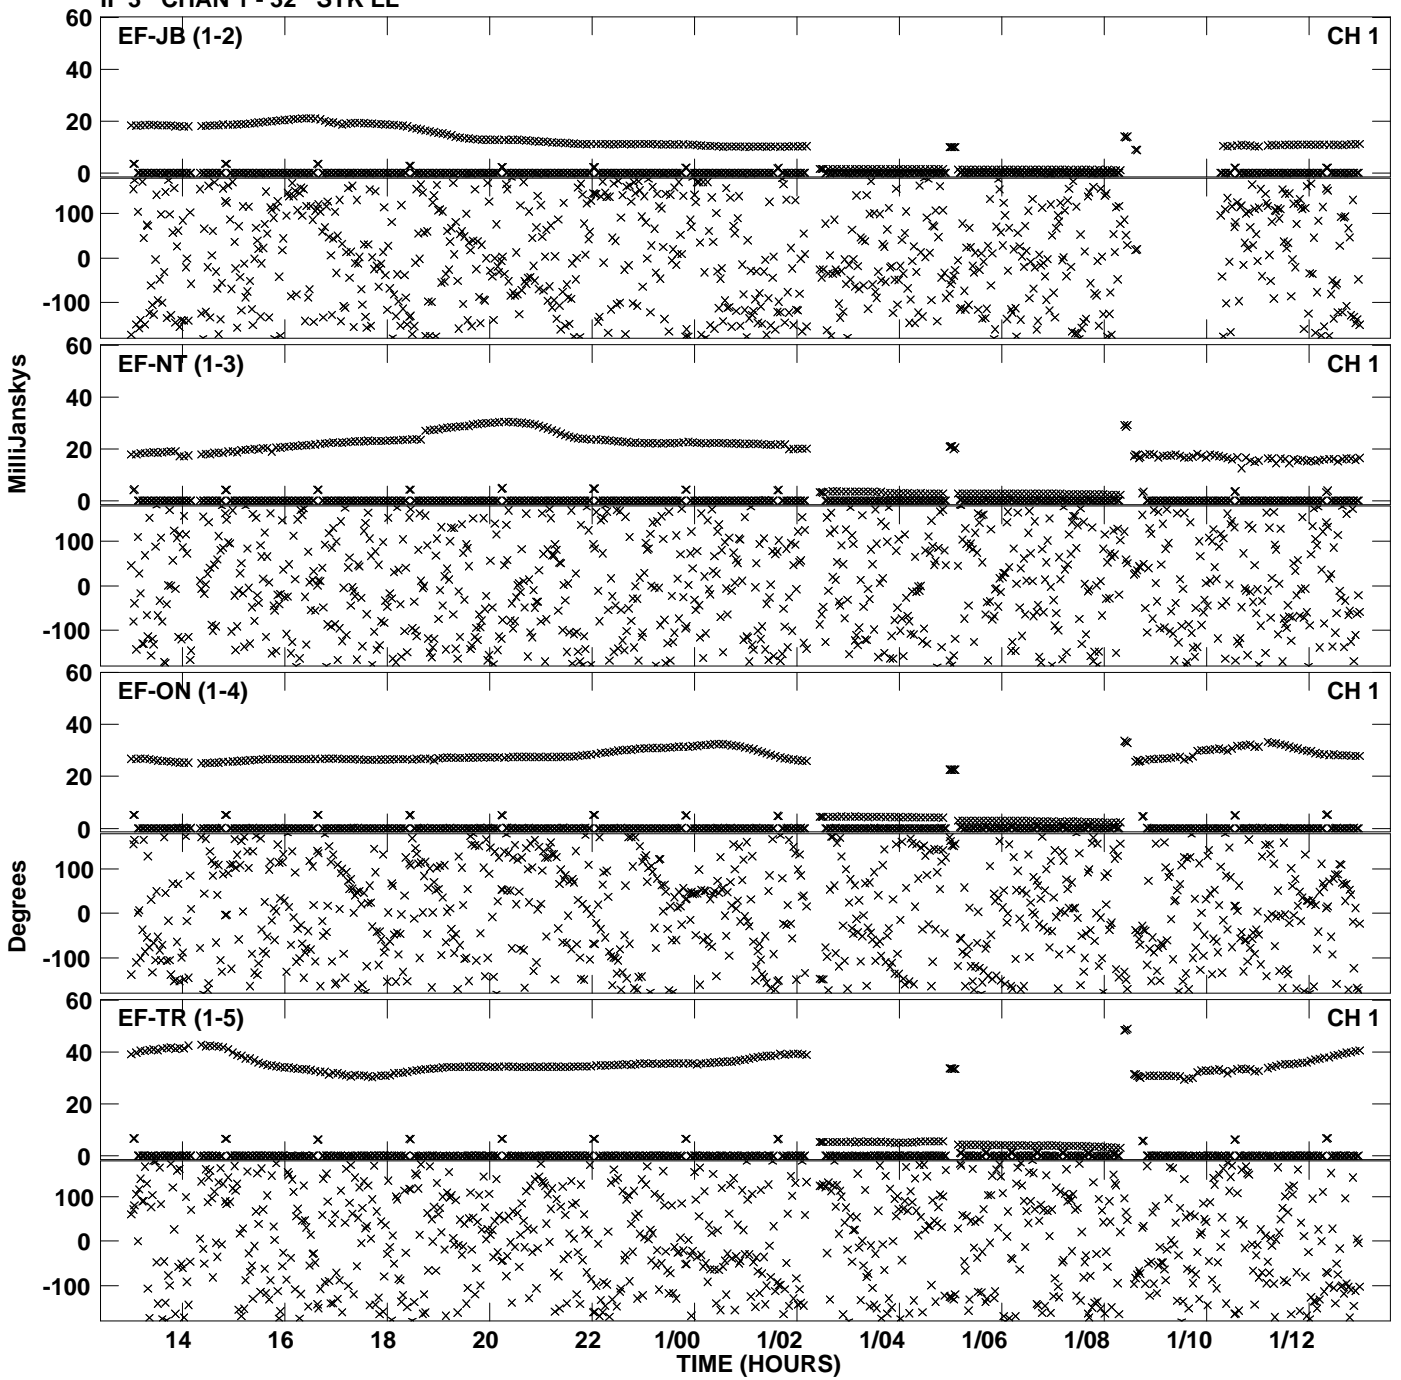 IF 3 CHAN 1 - 32 STK LL
60
EF-JB (1-2)
CH 1
40
20
0
100
0
-100
60
EF-NT (1-3)
CH 1
40
20
0
100
0
-100
60
EF-ON (1-4)
CH 1
40
20
0
100
0
-100
60
EF-TR (1-5)
CH 1
40
20
0
100
0
-100
MilliJanskys
Degrees
14 16 18 20 22 1/00 1/02 1/04 1/06 1/08 1/10 1/12
TIME (HOURS)